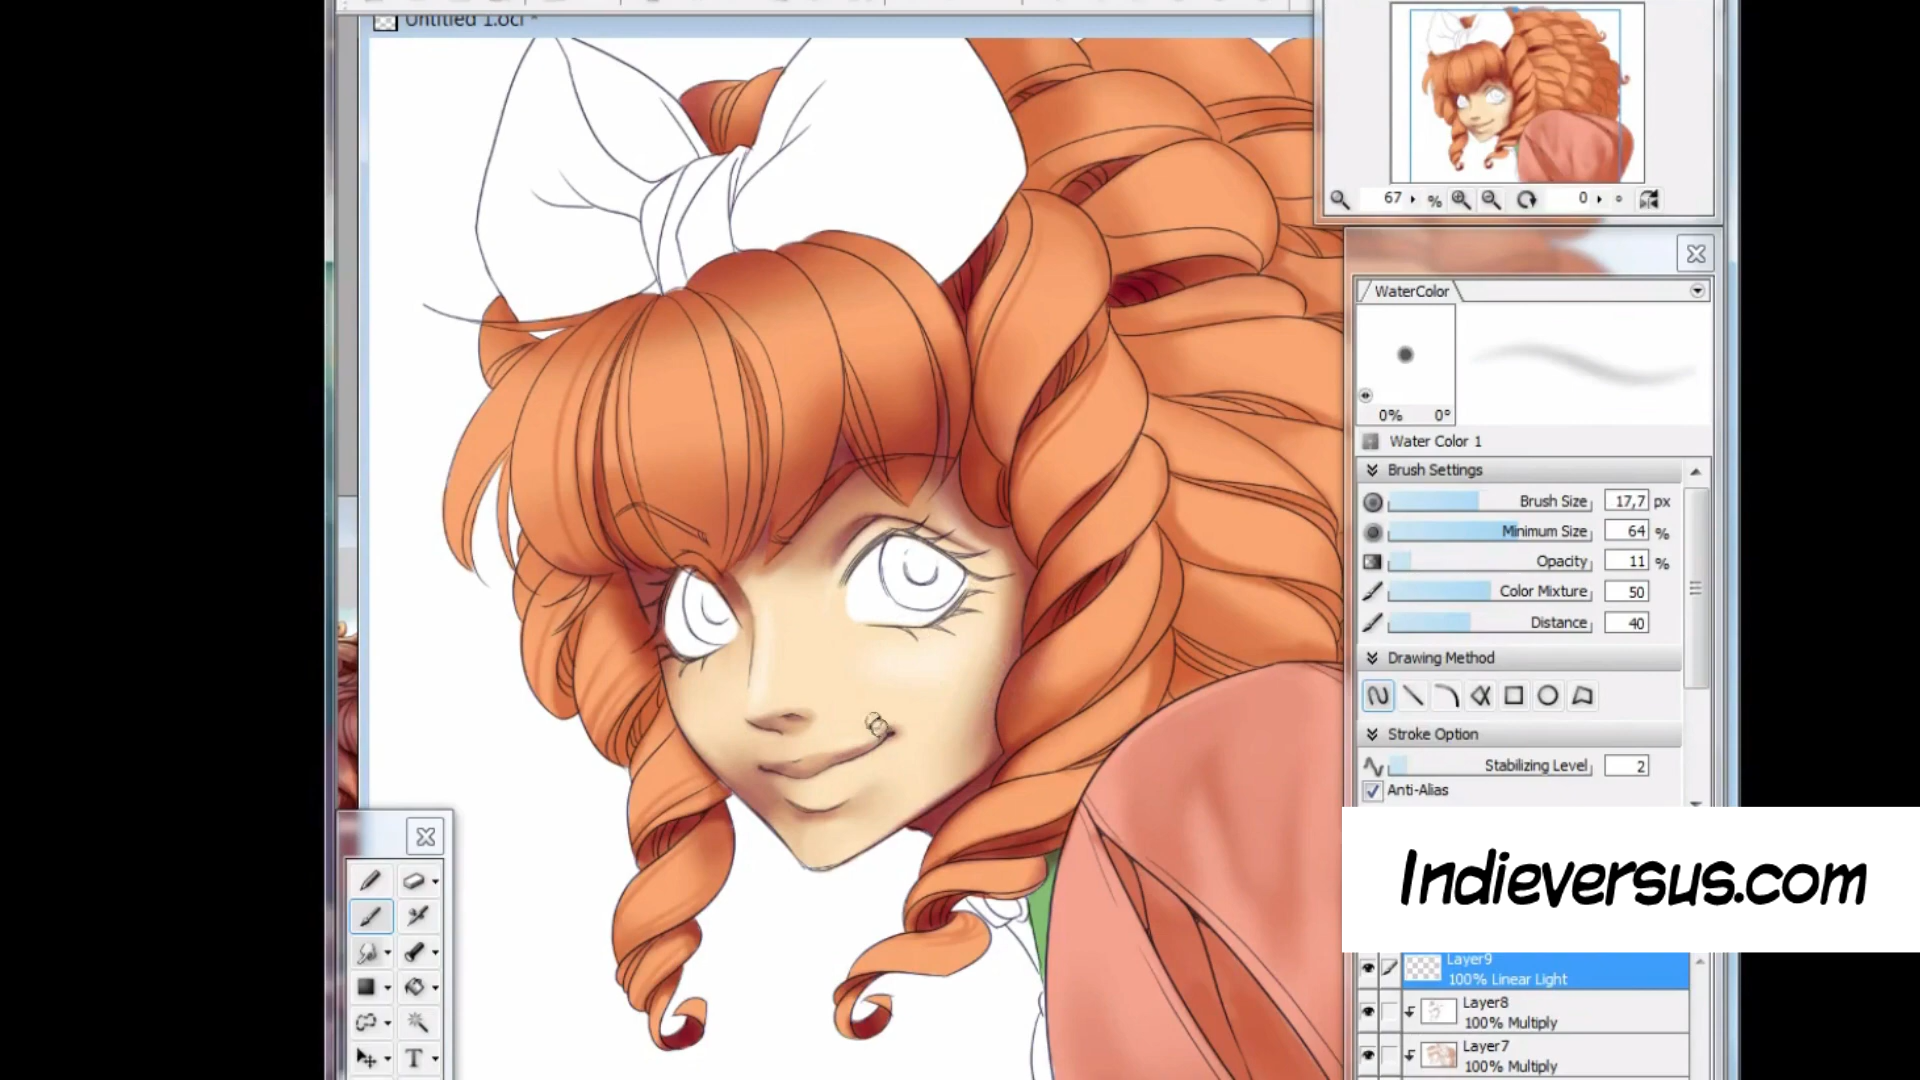 Untitled 1.oci *
67 % 0 °
WaterColor
0% 0°
Water Color 1
Brush Settings
Brush Size 17,7 px
Minimum Size 64 %
Opacity 11 %
Color Mixture 50
Distance 40
Drawing Method
Stroke Option
Stabilizing Level 2
Anti-Alias
Indieversus.com
Layer9
100% Linear Light
Layer8
100% Multiply
Layer7
100% Multiply
T